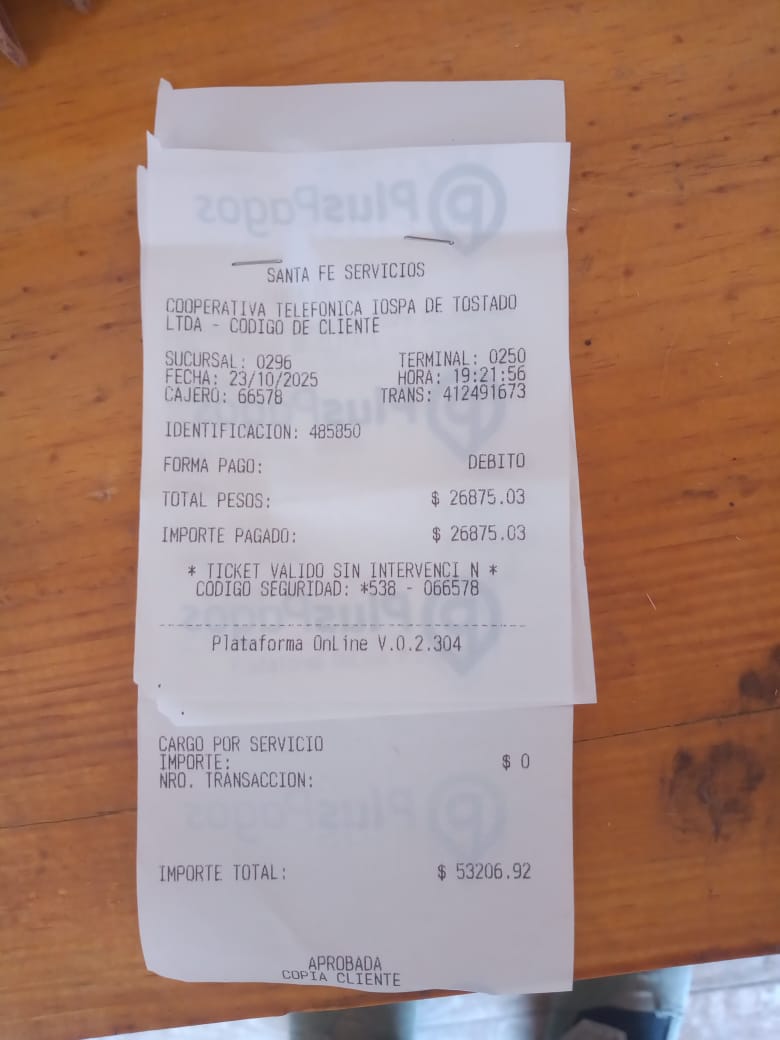 PlusPagos
SANTA FE SERVICIOS
COOPERATIVA TELEFONICA IOSPA DE TOSTADO
LTDA - CODIGO DE CLIENTE
SUCURSAL: 0296 TERMINAL: 0250
FECHA: 23/10/2025 HORA: 19:21:56
CAJERO: 66578 TRANS: 412491673
PlusPagos
IDENTIFICACION: 485850
FORMA PAGO: DEBITO
TOTAL PESOS: $ 26875.03
IMPORTE PAGADO: $ 26875.03
* TICKET VALIDO SIN INTERVENCI N *
CODIGO SEGURIDAD: *538 - 066578
PlusPagos
Plataforma OnLine V.0.2.304
CARGO POR SERVICIO
IMPORTE: $ 0
NRO. TRANSACCION:
PlusPagos
IMPORTE TOTAL: $ 53206.92
APROBADA
COPIA CLIENTE